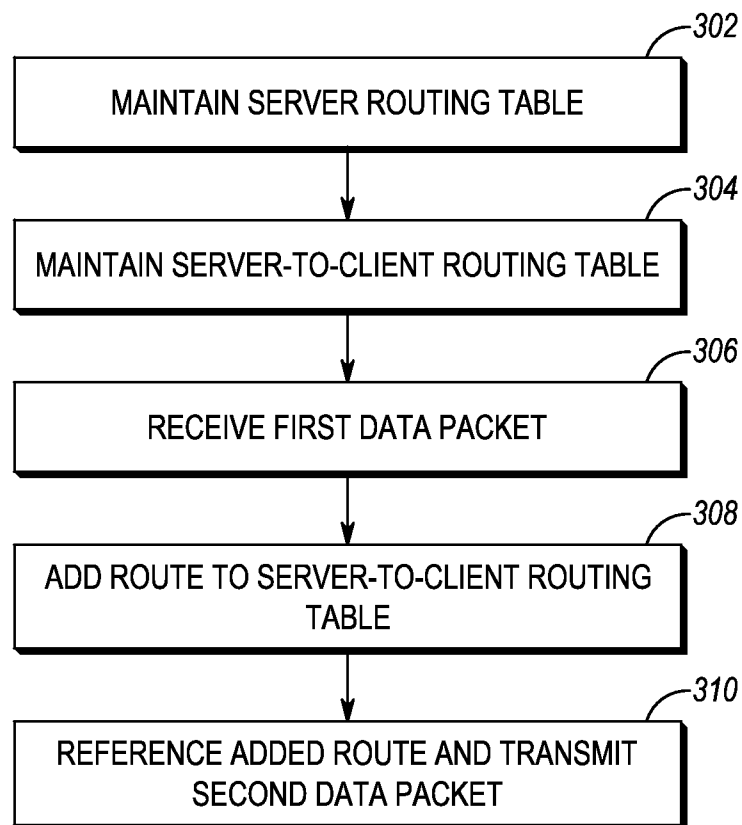 302
MAINTAIN SERVER ROUTING TABLE
304
MAINTAIN SERVER-TO-CLIENT ROUTING TABLE
306
RECEIVE FIRST DATA PACKET
308
ADD ROUTE TO SERVER-TO-CLIENT ROUTING
TABLE
310
REFERENCE ADDED ROUTE AND TRANSMIT
SECOND DATA PACKET